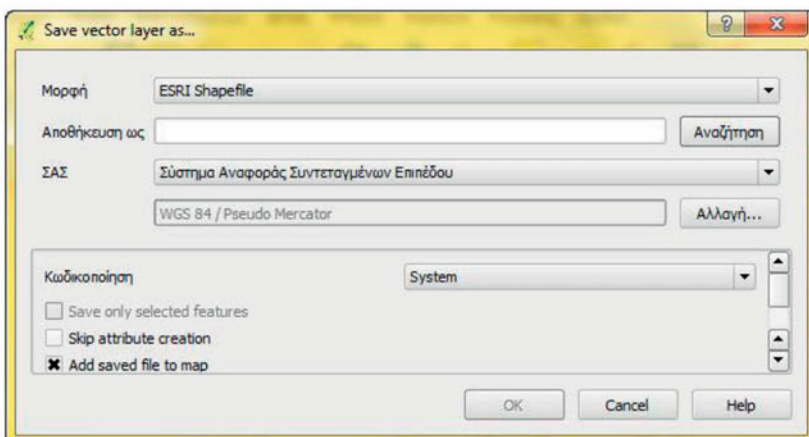 Save vector layer as...
Μορφή ESRI Shapefile
Αποθήκευση ως Αναζήτηση
ΣΑΣ Σύστημα Αναφοράς Συντεταγμένων Επιπέδου
WGS 84 / Pseudo Mercator Αλλαγή...
Κωδικοποίηση System
Save only selected features
Skip attribute creation
Add saved file to map
OK Cancel Help